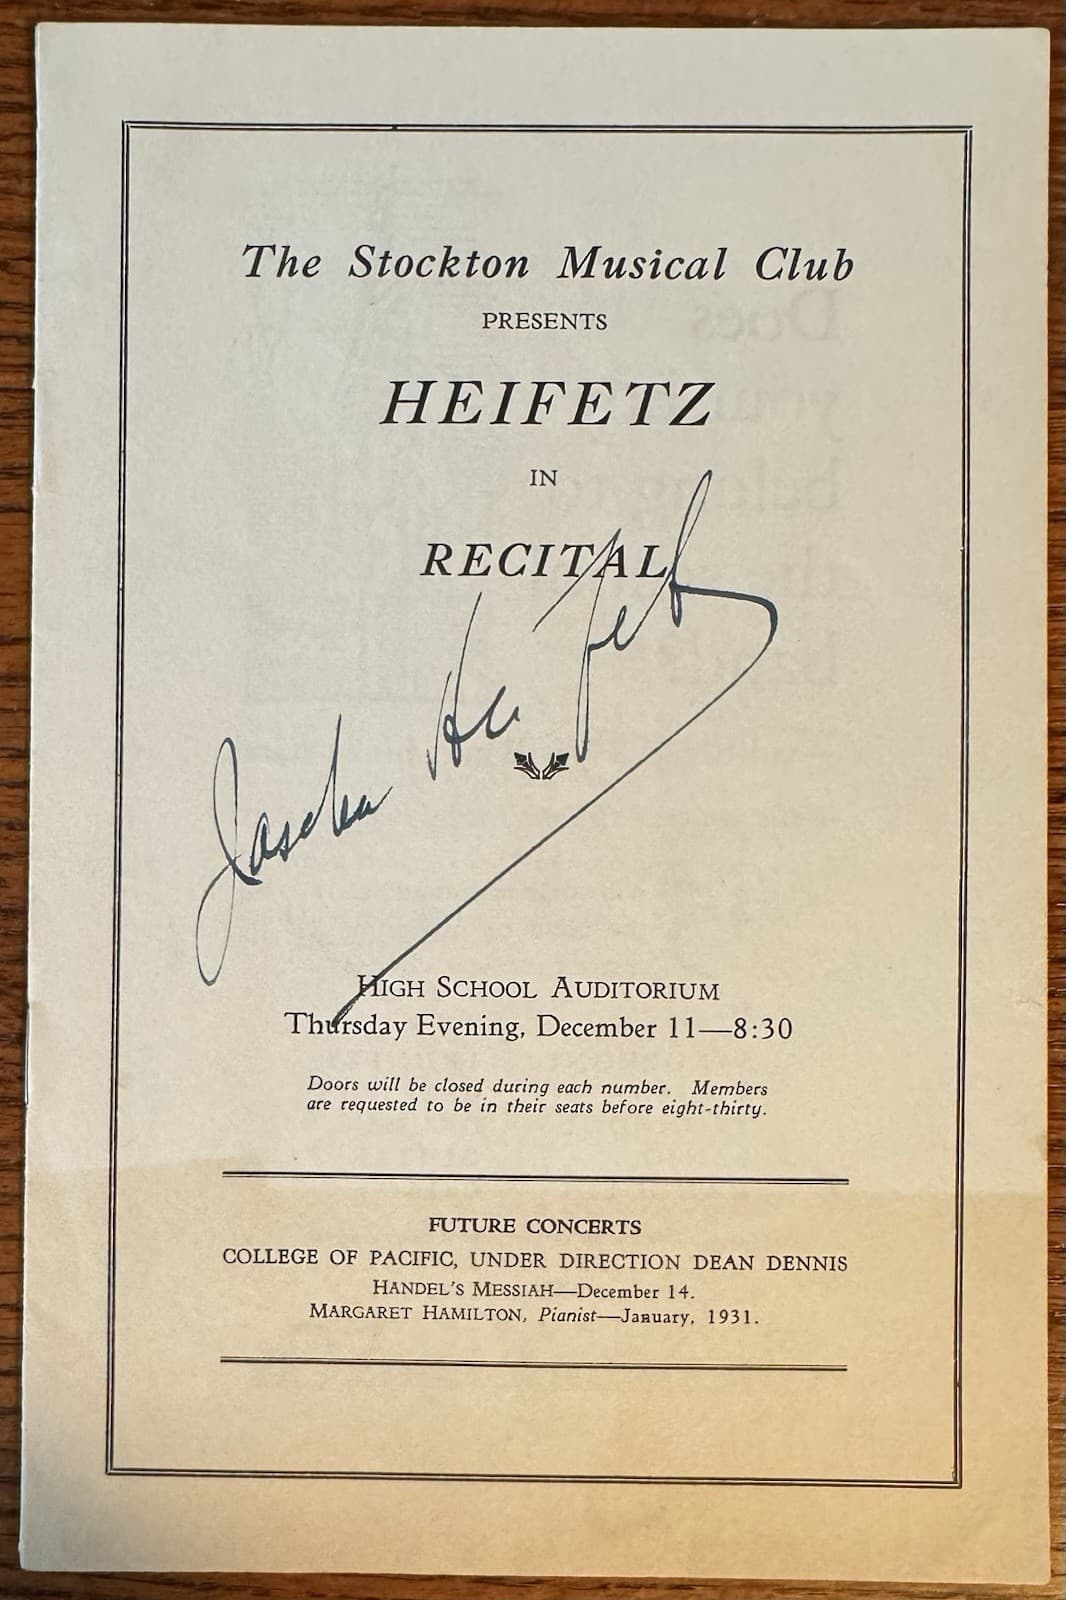 The Stockton Musical Club
PRESENTS
HEIFETZ
IN
RECITAL
Jascha Heifetz
HIGH SCHOOL AUDITORIUM
Thursday Evening, December 11—8:30
Doors will be closed during each number. Members
are requested to be in their seats before eight-thirty.
FUTURE CONCERTS
COLLEGE OF PACIFIC, UNDER DIRECTION DEAN DENNIS
HANDEL'S MESSIAH—December 14.
MARGARET HAMILTON, Pianist—January, 1931.